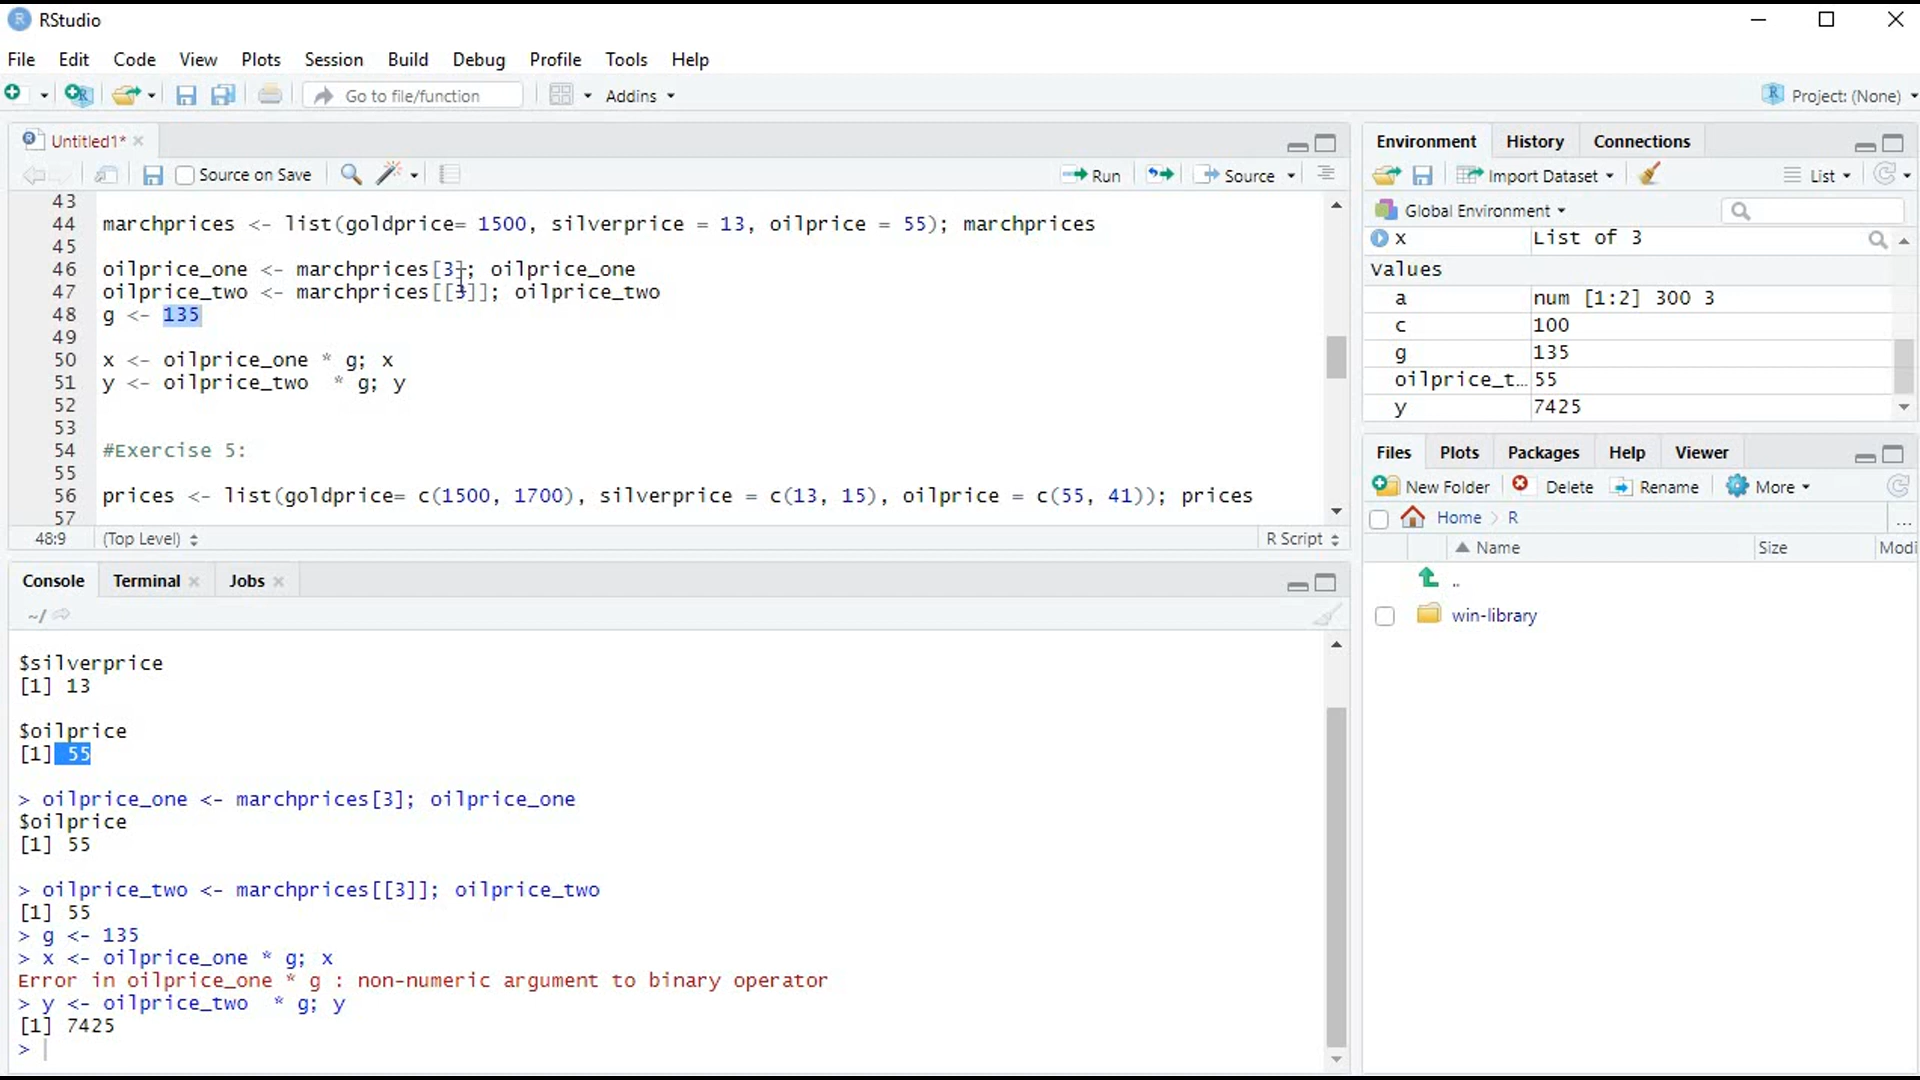 RStudio
File Edit Code View Plots Session Build Debug Profile Tools Help
Go to file/function Addins Project: (None)
Untitled1*
Source on Save Run Source
43
44 marchprices <- list(goldprice= 1500, silverprice = 13, oilprice = 55); marchprices
45
46 oilprice_one <- marchprices[3]; oilprice_one
47 oilprice_two <- marchprices[[3]]; oilprice_two
48 g <- 135
49
50 x <- oilprice_one * g; x
51 y <- oilprice_two  * g; y
52
53
54 #Exercise 5:
55
56 prices <- list(goldprice= c(1500, 1700), silverprice = c(13, 15), oilprice = c(55, 41)); prices
57
48:9 (Top Level) R Script
Console Terminal Jobs
~/
$silverprice
[1] 13
$oilprice
[1] 55
> oilprice_one <- marchprices[3]; oilprice_one
$oilprice
[1] 55
> oilprice_two <- marchprices[[3]]; oilprice_two
[1] 55
> g <- 135
> x <- oilprice_one * g; x
Error in oilprice_one * g : non-numeric argument to binary operator
> y <- oilprice_two  * g; y
[1] 7425
>
Environment History Connections
Import Dataset List
Global Environment
x List of 3
Values
a num [1:2] 300 3
c 100
g 135
oilprice_t… 55
y 7425
Files Plots Packages Help Viewer
New Folder Delete Rename More
Home R ...
Name Size Modi
..
win-library